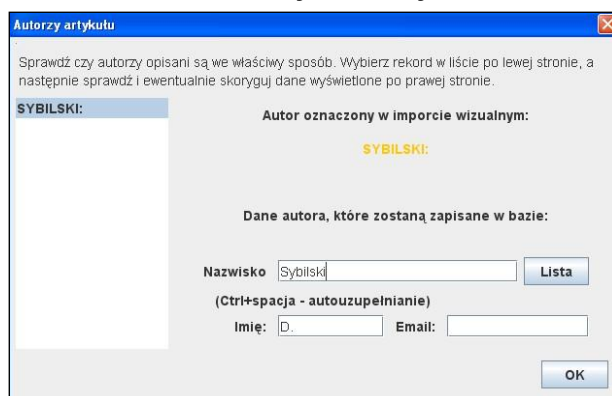 Autorzy artykułu
Sprawdź czy autorzy opisani są we właściwy sposób. Wybierz rekord w liście po lewej stronie, a
następnie sprawdź i ewentualnie skoryguj dane wyświetlone po prawej stronie.
SYBILSKI:
Autor oznaczony w imporcie wizualnym:
SYBILSKI:
Dane autora, które zostaną zapisane w bazie:
Nazwisko Sybilski Lista
(Ctrl+spacja - autouzupełnianie)
Imię: D. Email:
OK